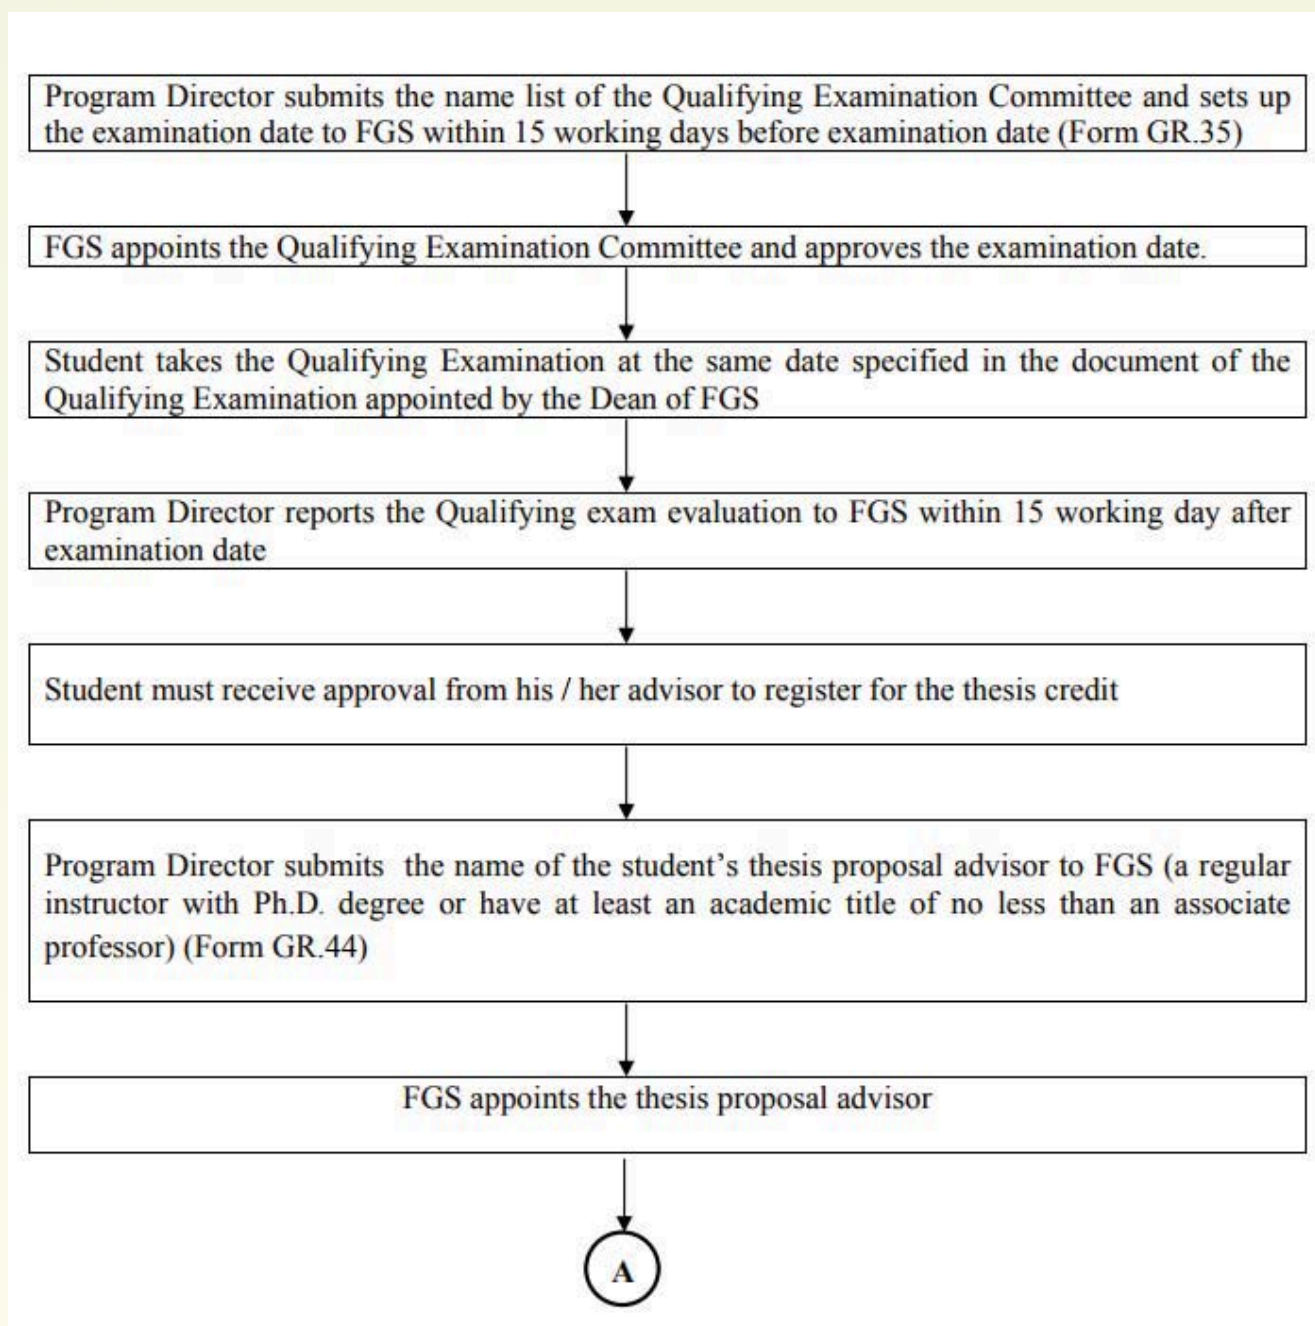 Program Director submits the name list of the Qualifying Examination Committee and sets up
the examination date to FGS within 15 working days before examination date (Form GR.35)
FGS appoints the Qualifying Examination Committee and approves the examination date.
Student takes the Qualifying Examination at the same date specified in the document of the
Qualifying Examination appointed by the Dean of FGS
Program Director reports the Qualifying exam evaluation to FGS within 15 working day after
examination date
Student must receive approval from his / her advisor to register for the thesis credit
Program Director submits the name of the student’s thesis proposal advisor to FGS (a regular
instructor with Ph.D. degree or have at least an academic title of no less than an associate
professor) (Form GR.44)
FGS appoints the thesis proposal advisor
A